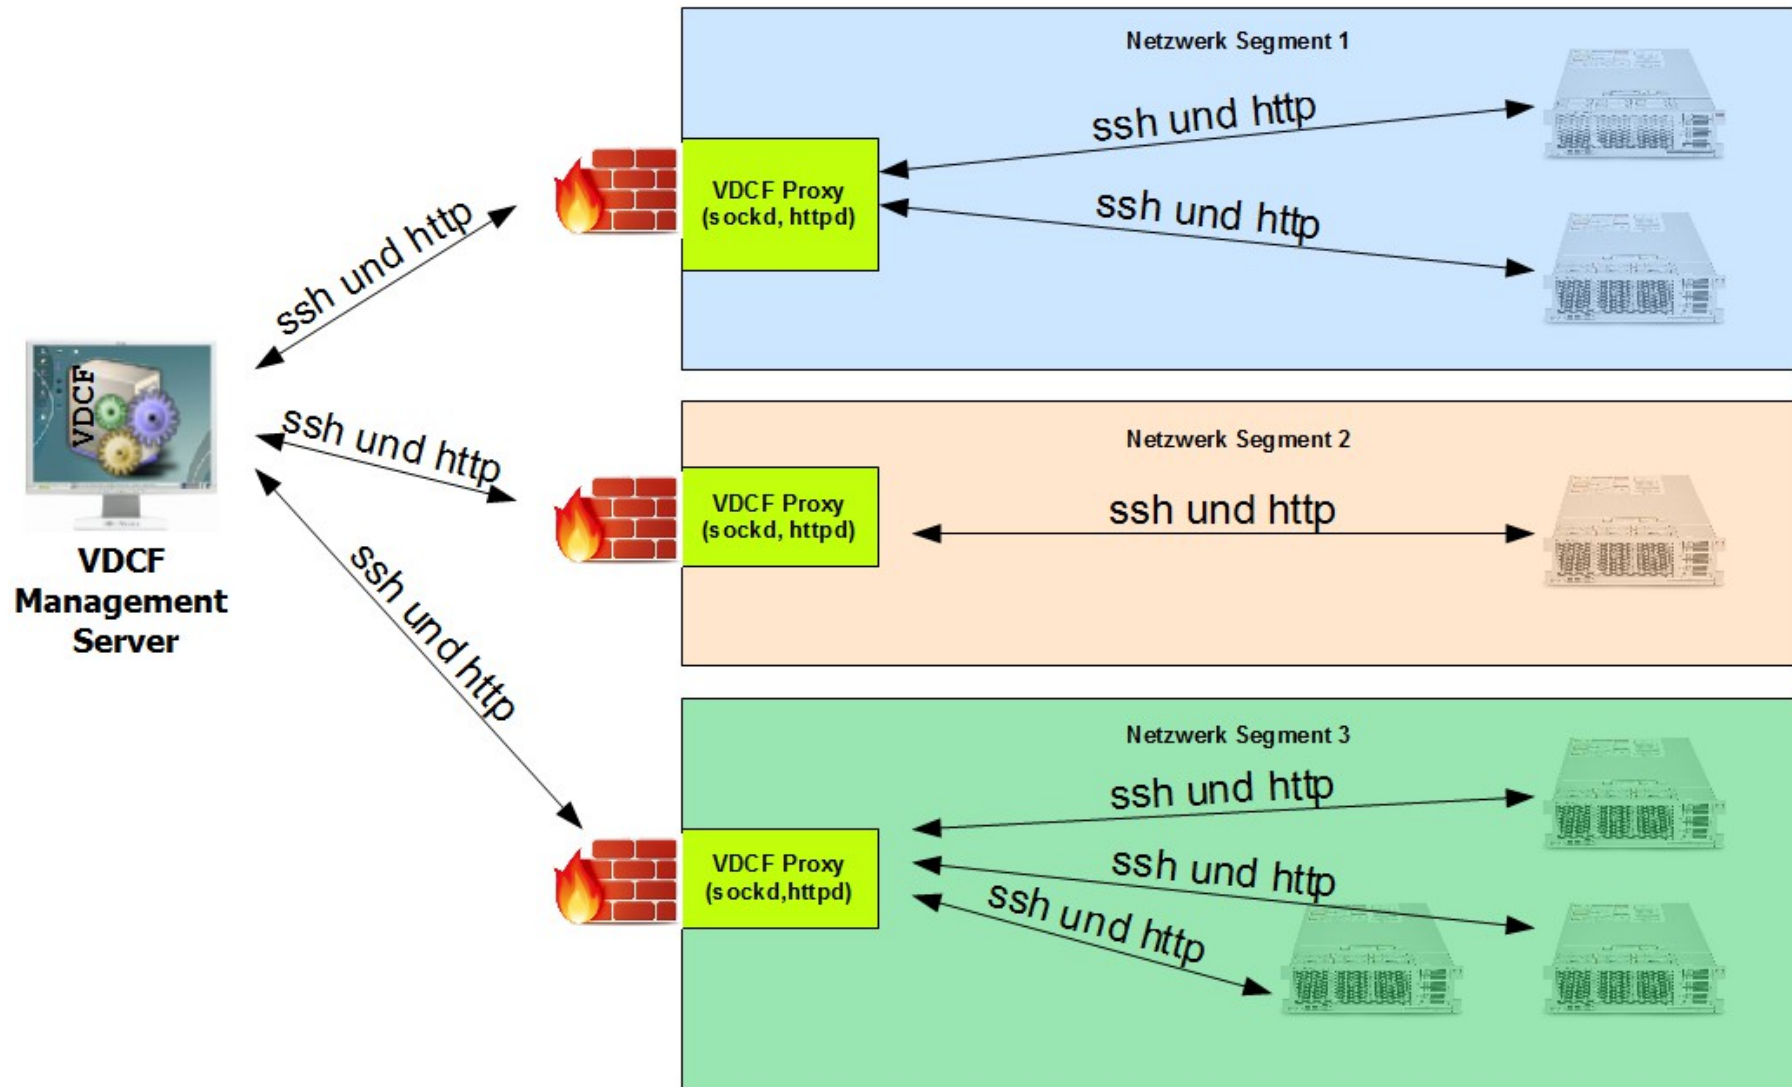 Netzwerk Segment 1
ssh und http
ssh und http
VDCF Proxy
(sockd, httpd)
ssh und http
VDCF
VDCF
Management
Server
ssh und http
Netzwerk Segment 2
VDCF Proxy
(sockd, httpd)
ssh und http
ssh und http
Netzwerk Segment 3
ssh und http
VDCF Proxy
(sockd,httpd)
ssh und http
ssh und http